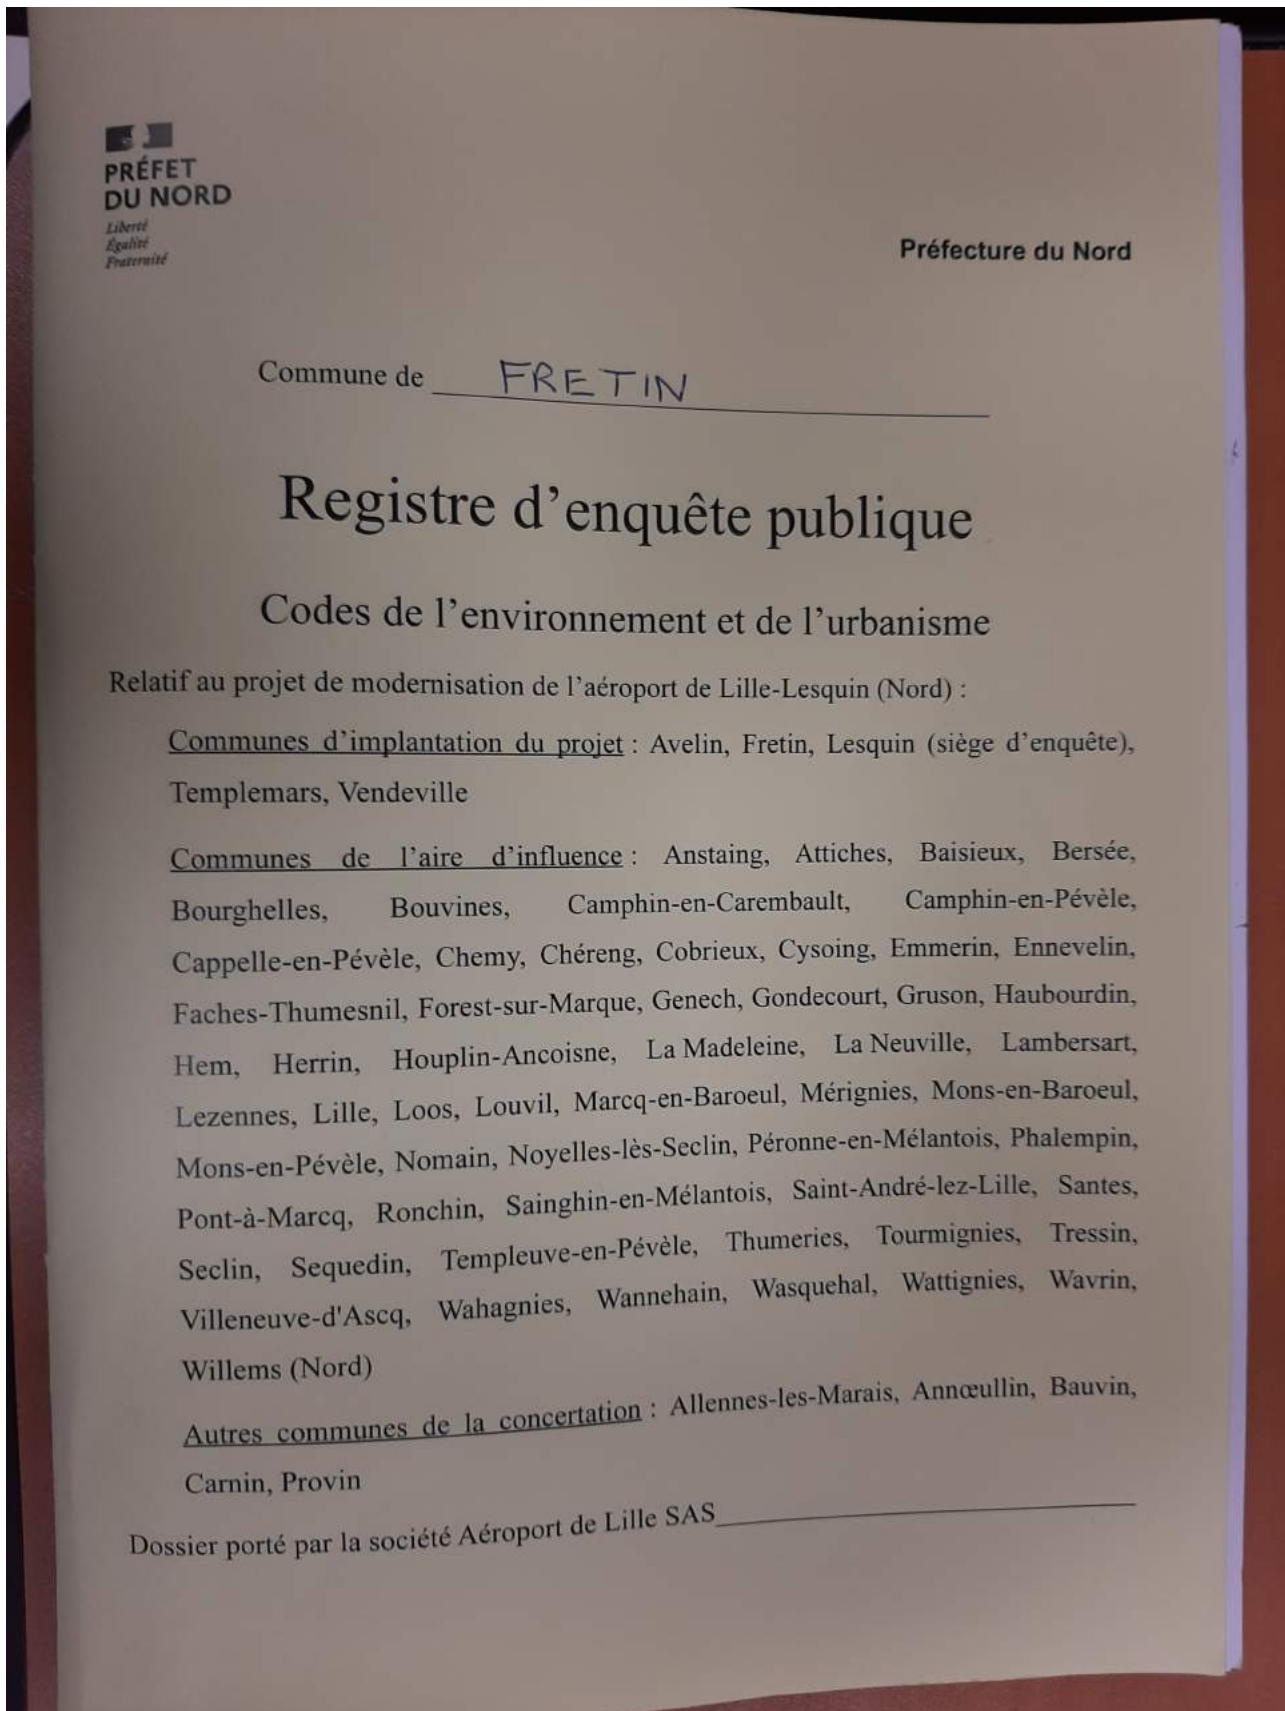 PRÉFET
DU NORD
Liberté
Égalité
Fraternité
Préfecture du Nord
Commune de FRETIN
Registre d'enquête publique
Codes de l'environnement et de l'urbanisme
Relatif au projet de modernisation de l'aéroport de Lille-Lesquin (Nord) :
Communes d'implantation du projet : Avelin, Fretin, Lesquin (siège d'enquête),
Templemars, Vendeville
Communes de l'aire d'influence : Anstaing, Attiches, Baisieux, Bersée,
Bourghelles, Bouvines, Camphin-en-Carembault, Camphin-en-Pévèle,
Cappelle-en-Pévèle, Chemy, Chéreng, Cobrieux, Cysoing, Emmerin, Ennevelin,
Faches-Thumesnil, Forest-sur-Marque, Genech, Gondecourt, Gruson, Haubourdin,
Hem, Herrin, Houplin-Ancoisne, La Madeleine, La Neuville, Lambersart,
Lezennes, Lille, Loos, Louvil, Marcq-en-Baroeul, Mérignies, Mons-en-Baroeul,
Mons-en-Pévèle, Nomain, Noyelles-lès-Seclin, Péronne-en-Mélantois, Phalempin,
Pont-à-Marcq, Ronchin, Sainghin-en-Mélantois, Saint-André-lez-Lille, Santes,
Seclin, Sequedin, Templeuve-en-Pévèle, Thumeries, Tourmignies, Tressin,
Villeneuve-d'Ascq, Wahagnies, Wannehain, Wasquehal, Wattignies, Wavrin,
Willems (Nord)
Autres communes de la concertation : Allennes-les-Marais, Annœullin, Bauvin,
Carnin, Provin
Dossier porté par la société Aéroport de Lille SAS